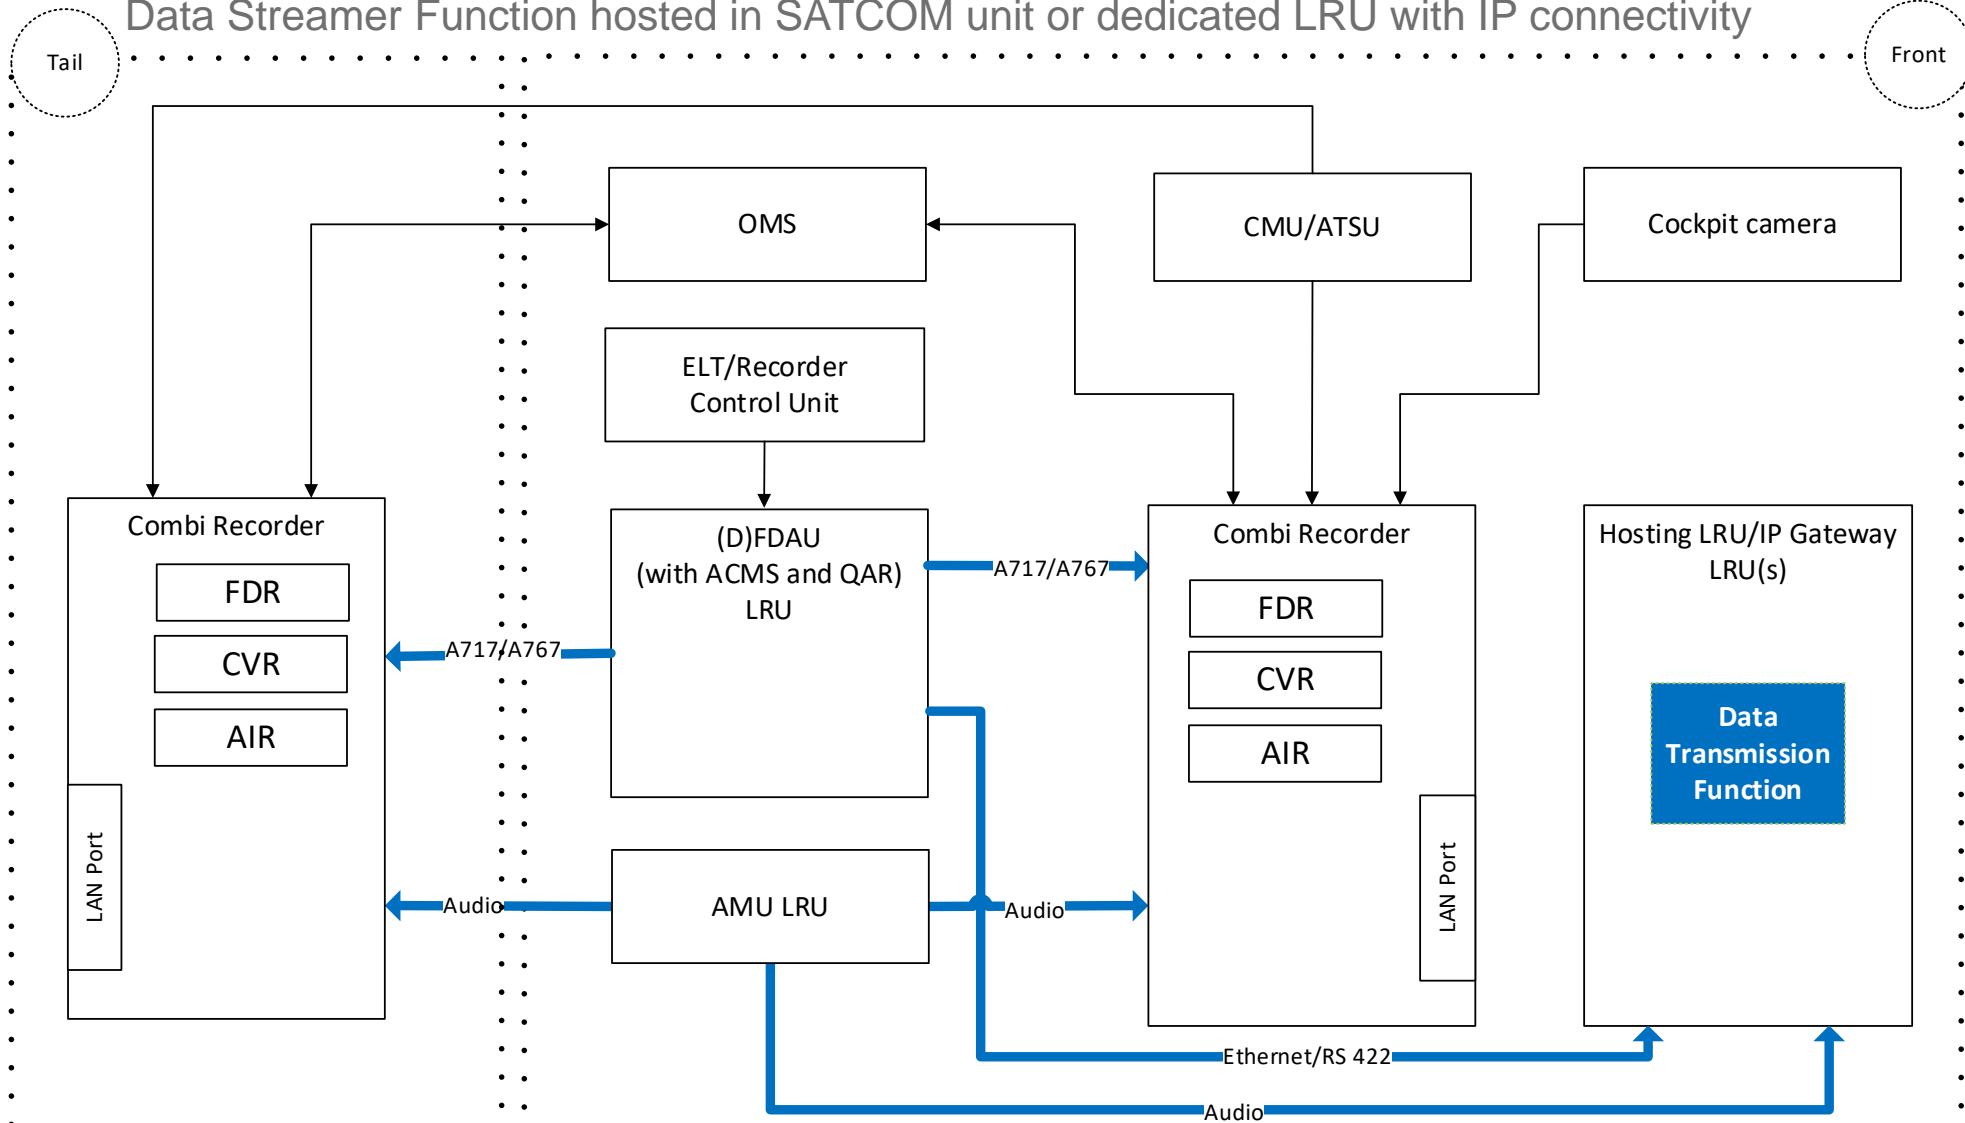 Data Streamer Function hosted in SATCOM unit or dedicated LRU with IP connectivity
Tail
Front
OMS
CMU/ATSU
Cockpit camera
ELT/Recorder
Control Unit
Combi Recorder
FDR
CVR
AIR
LAN Port
(D)FDAU
(with ACMS and QAR)
LRU
A717/A767
A717/A767
Combi Recorder
FDR
CVR
AIR
LAN Port
Hosting LRU/IP Gateway
LRU(s)
Data
Transmission
Function
Audio
AMU LRU
Audio
Ethernet/RS 422
Audio